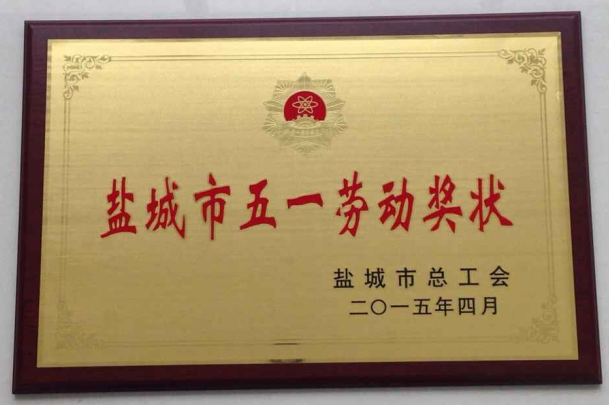 盐城市五一劳动奖状
盐城市总工会
二〇一五年四月